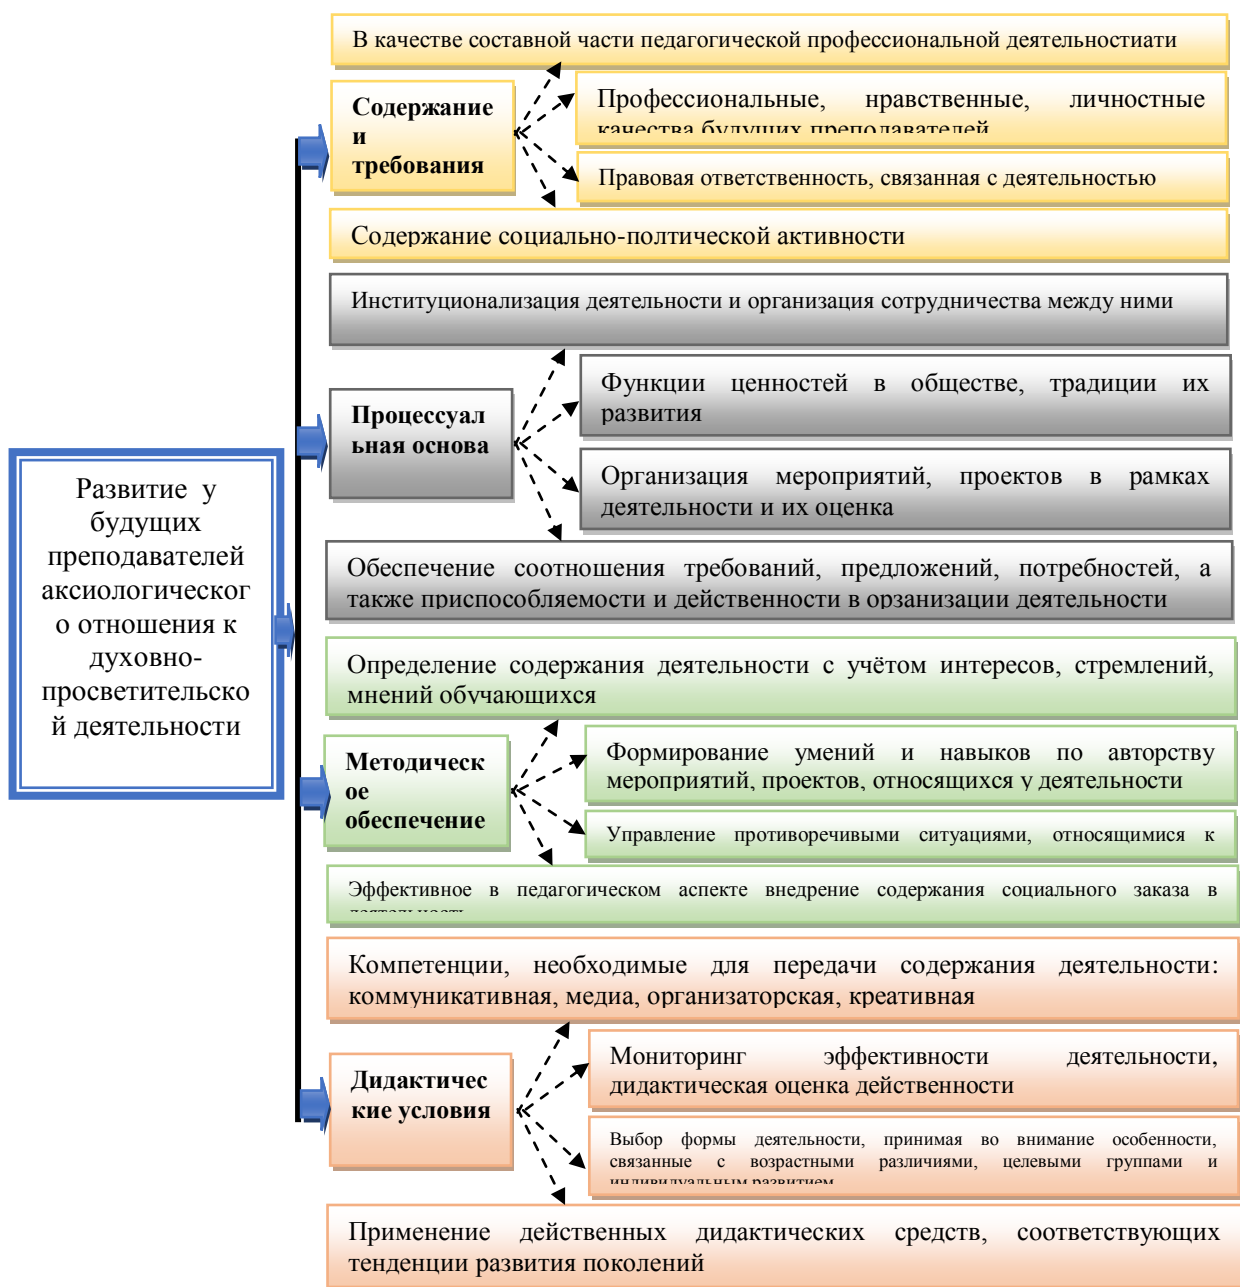 В качестве составной части педагогической профессиональной деятельностиати
Содержание
и
требования
Профессиональные, нравственные, личностные
качества будущих преподавателей
Правовая ответственность, связанная с деятельностью
Содержание социально-полтической активности
Институционализация деятельности и организация сотрудничества между ними
Процессуал
ьная основа
Функции ценностей в обществе, традиции их
развития
Организация мероприятий, проектов в рамках
деятельности и их оценка
Обеспечение соотношения требований, предложений, потребностей, а
также приспособляемости и действенности в орзанизации деятельности
Развитие у
будущих
преподавателей
аксиологическог
о отношения к
духовно-
просветительско
й деятельности
Определение содержания деятельности с учётом интересов, стремлений,
мнений обучающихся
Методическ
ое
обеспечение
Формирование умений и навыков по авторству
мероприятий, проектов, относящихся у деятельности
Управление противоречивыми ситуациями, относящимися к
Эффективное в педагогическом аспекте внедрение содержания социального заказа в
деятельность
Компетенции, необходимые для передачи содержания деятельности:
коммуникативная, медиа, организаторская, креативная
Дидактичес
кие условия
Мониторинг эффективности деятельности,
дидактическая оценка действенности
Выбор формы деятельности, принимая во внимание особенности,
связанные с возрастными различиями, целевыми группами и
индивидуальным развитием
Применение действенных дидактических средств, соответствующих
тенденции развития поколений